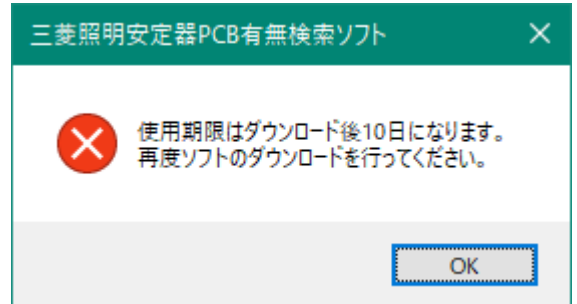 三菱照明安定器PCB有無検索ソフト
使用期限はダウンロード後10日になります。
再度ソフトのダウンロードを行ってください。
OK